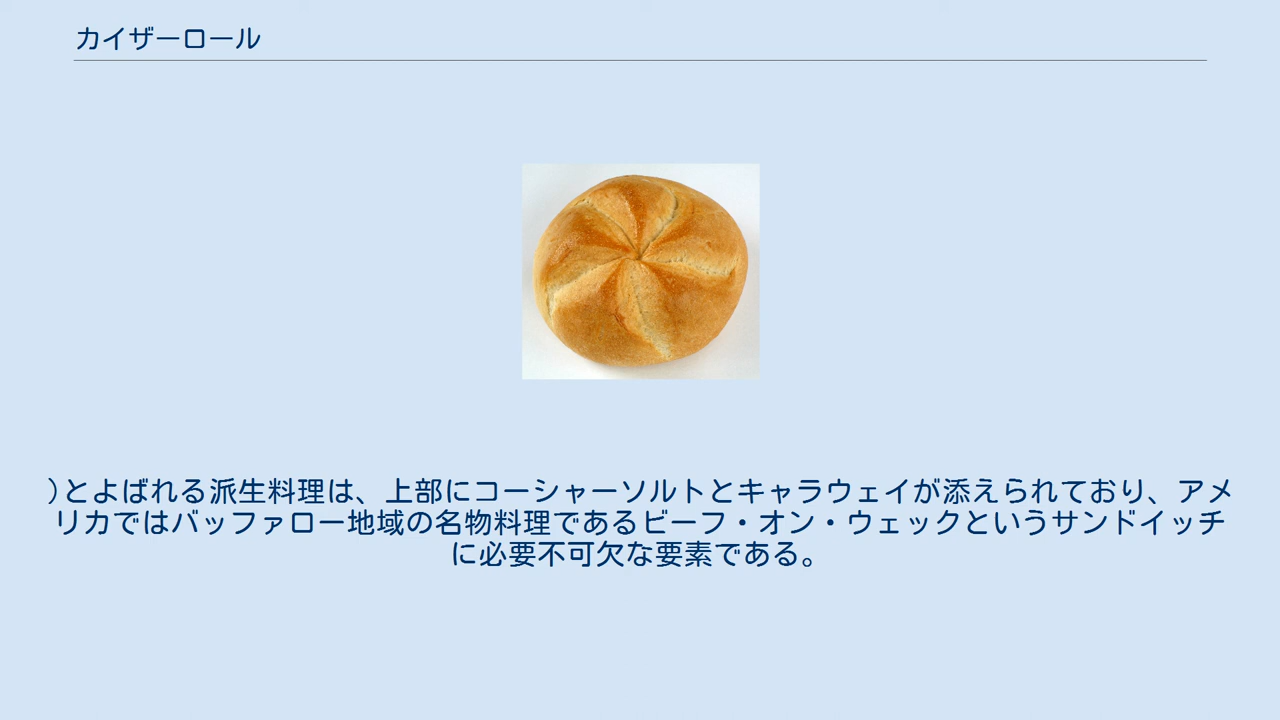 カイザーロール
)とよばれる派生料理は、上部にコーシャーソルトとキャラウェイが添えられており、アメ
リカではバッファロー地域の名物料理であるビーフ・オン・ウェックというサンドイッチ
に必要不可欠な要素である。